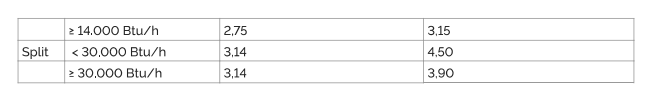 ≥ 14.000 Btu/h 2,75 3,15
Split < 30.000 Btu/h 3,14 4,50
≥ 30.000 Btu/h 3,14 3,90